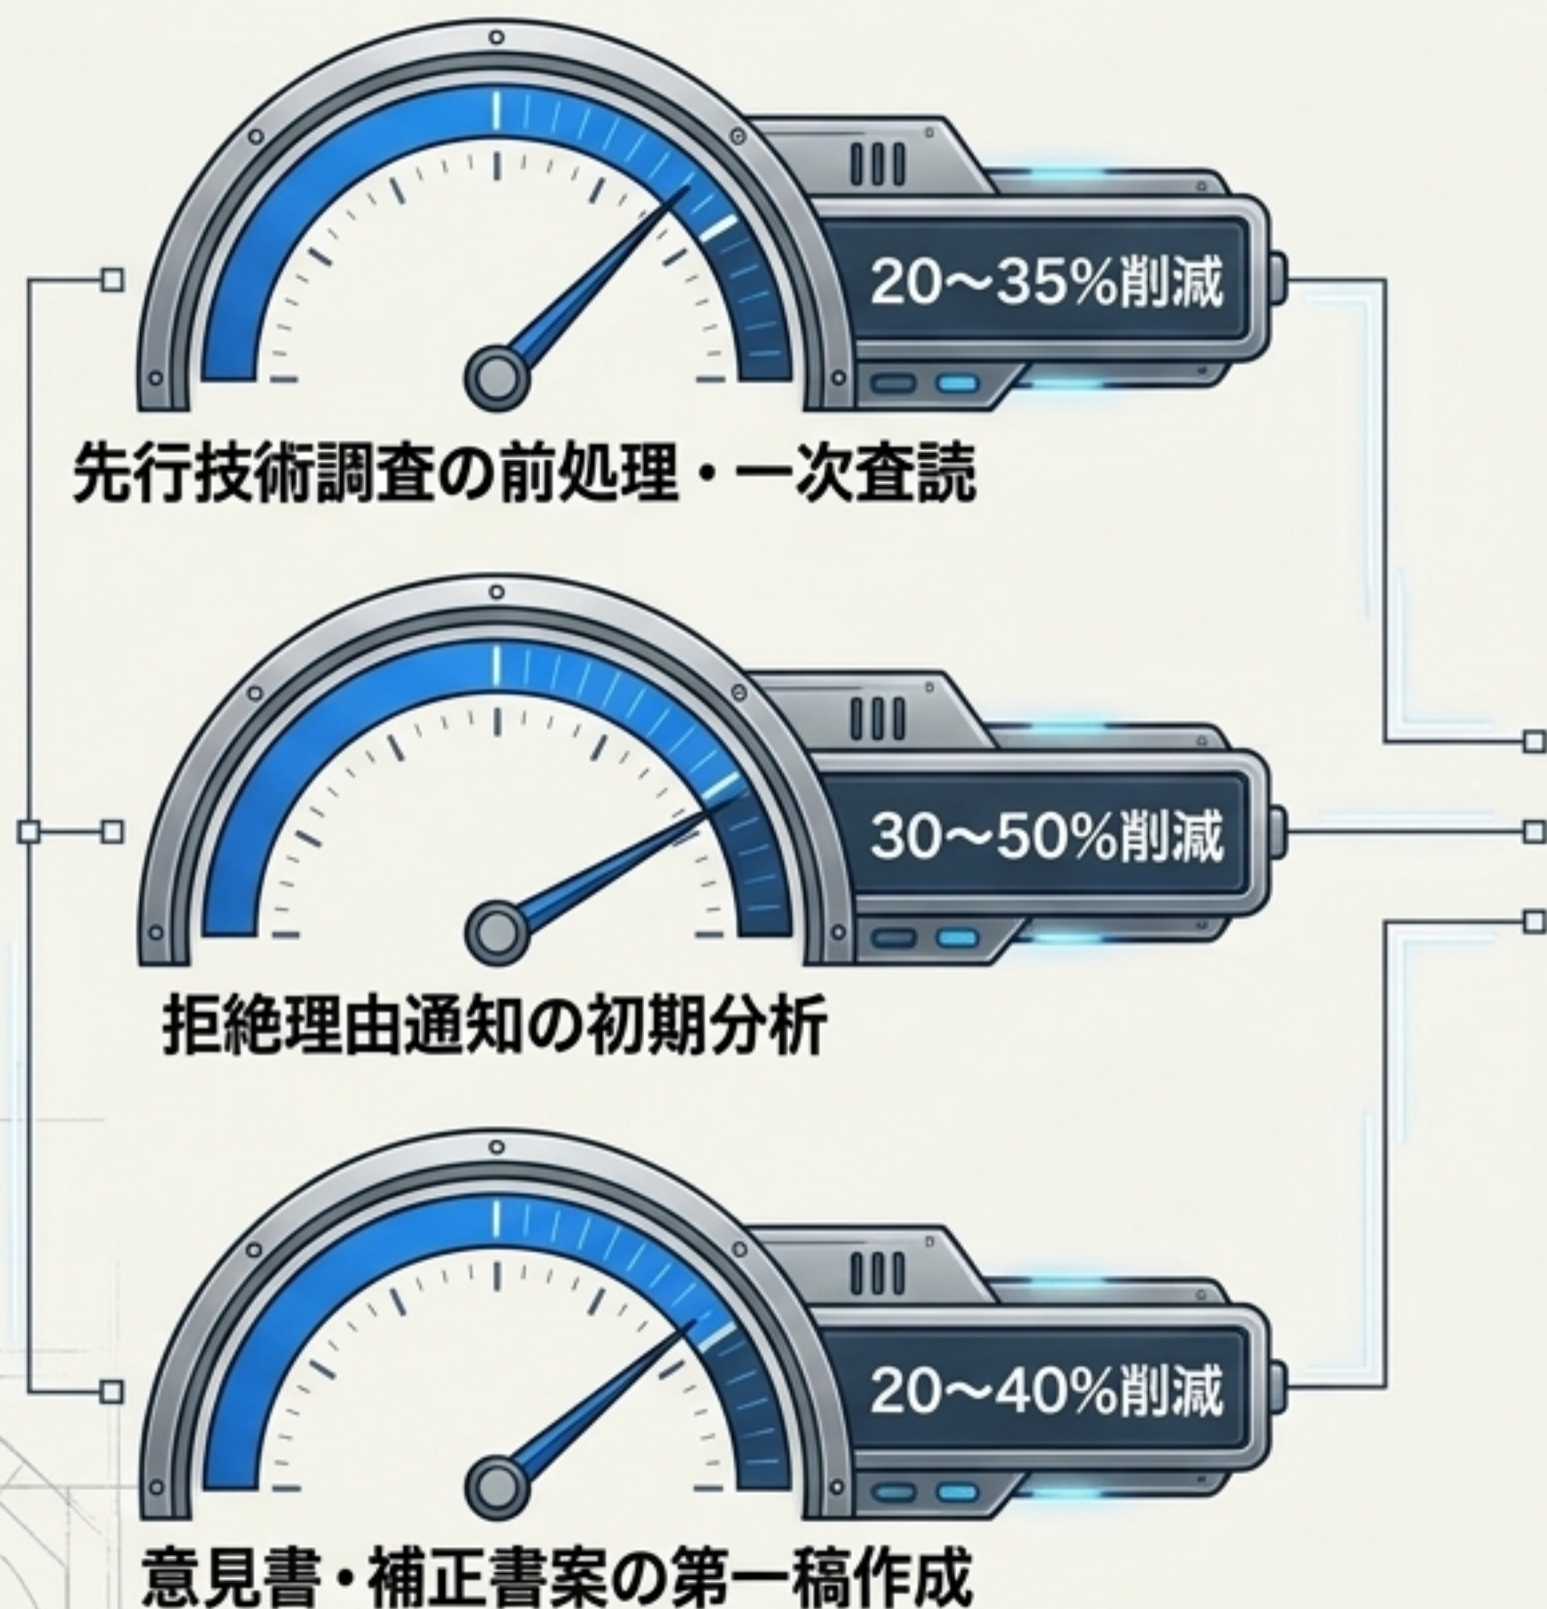 20～35%削減
先行技術調査の前処理・一次査読
30～50%削減
拒絶理由通知の初期分析
20～40%削減
意見書・補正書案の第一稿作成